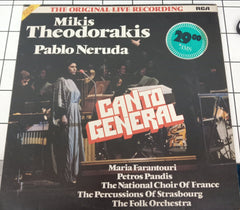 THE ORIGINAL LIVE RECORDING
RCA
Mikis
Theodorakis
Pablo Neruda
29.00
CANTO
GENERAL
Maria Farantouri
Petros Pandis
The National Choir Of France
The Percussions Of Strasbourg
The Folk Orchestra